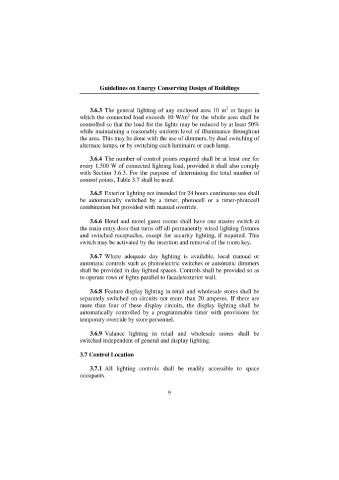 Guidelines on Energy Conserving Design of Buildings
3.6.3 The general lighting of any enclosed area 10 m² or larger in
which the connected load exceeds 10 W/m² for the whole area shall be
controlled so that the load for the lights may be reduced by at least 50%
while maintaining a reasonably uniform level of illuminance throughout
the area. This may be done with the use of dimmers, by dual switching of
alternate lamps, or by switching each luminaire or each lamp.
3.6.4 The number of control points required shall be at least one for
every 1,500 W of connected lighting load, provided it shall also comply
with Section 3.6.3. For the purpose of determining the total number of
control points, Table 3.7 shall be used.
3.6.5 Exterior lighting not intended for 24 hours continuous use shall
be automatically switched by a timer, photocell or a timer-photocell
combination but provided with manual override.
3.6.6 Hotel and motel guest rooms shall have one master switch at
the main entry door that turns off all permanently wired lighting fixtures
and switched receptacles, except for security lighting, if required. This
switch may be activated by the insertion and removal of the room key.
3.6.7 Where adequate day lighting is available, local manual or
automatic controls such as photoelectric switches or automatic dimmers
shall be provided in day lighted spaces. Controls shall be provided so as
to operate rows of lights parallel to facade/exterior wall.
3.6.8 Feature display lighting in retail and wholesale stores shall be
separately switched on circuits not more than 20 amperes. If there are
more than four of these display circuits, the display lighting shall be
automatically controlled by a programmable timer with provisions for
temporary override by store personnel.
3.6.9 Valance lighting in retail and wholesale stores shall be
switched independent of general and display lighting.
3.7 Control Location
3.7.1 All lighting controls shall be readily accessible to space
occupants.
9